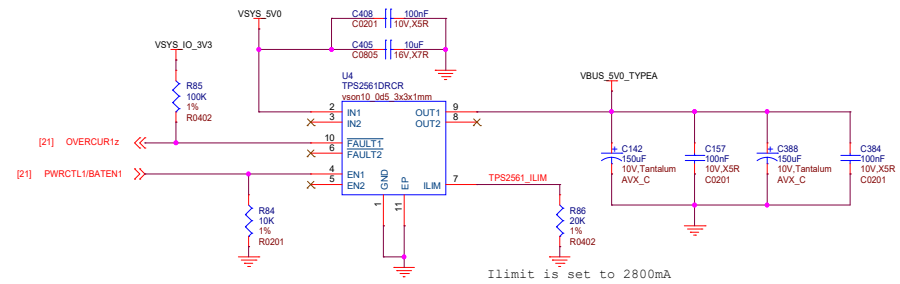 VSYS_5V0
C408 100nF
C0201 10V,X5R
VSYS_IO_3V3
C405 10uF
C0805 16V,X7R
VBUS_5V0_TYPEA
U4
TPS2561DRCR
vson10_0d5_3x3x1mm
R85
100K
1%
R0402
2 IN1 OUT1 9
3 IN2 OUT2 8
[21] OVERCUR1z
10 FAULT1
6 FAULT2
C142
150uF
10V,Tantalum
AVX_C
C157
100nF
10V,X5R
C0201
C388
150uF
10V,Tantalum
AVX_C
C384
100nF
10V,X5R
C0201
[21] PWRCTL1/BATEN1
4 EN1
5 EN2
GND
EP
ILIM 7 TPS2561_ILIM
1
11
R84
10K
1%
R0201
R86
20K
1%
R0402
Ilimit is set to 2800mA